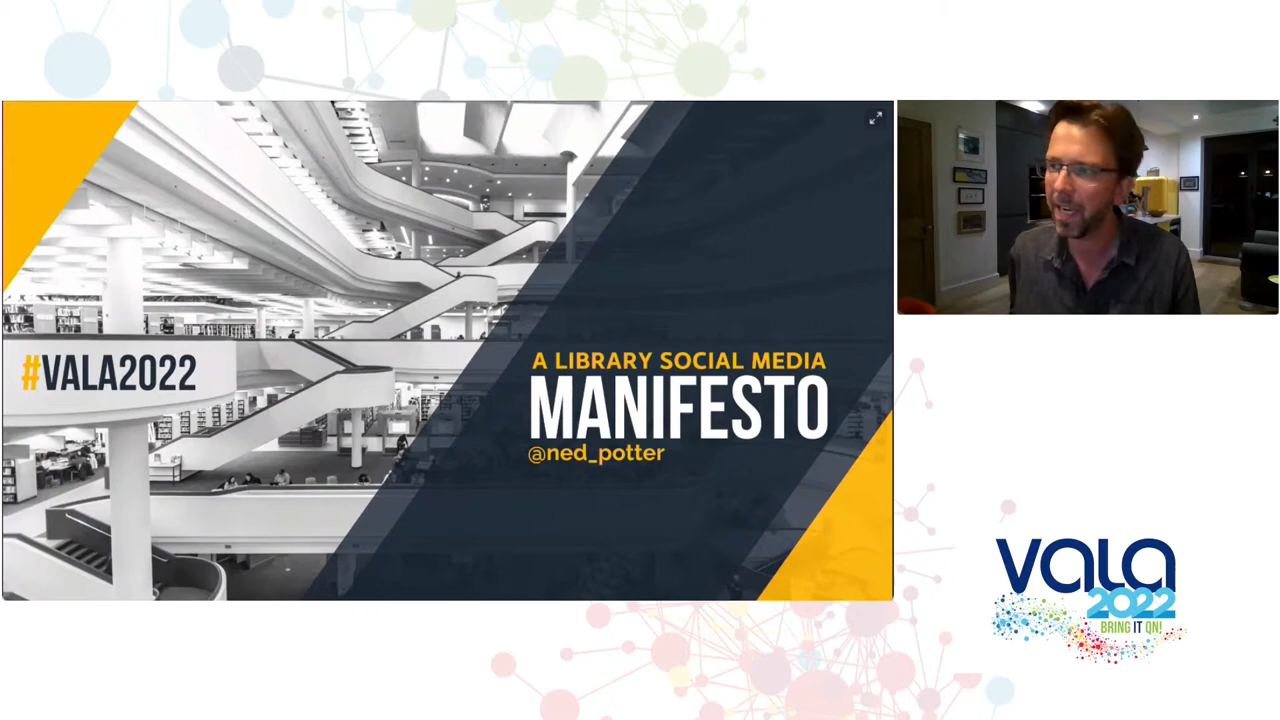 #VALA2022
A LIBRARY SOCIAL MEDIA
MANIFESTO
@ned_potter
VALA
2022
BRING IT ON!